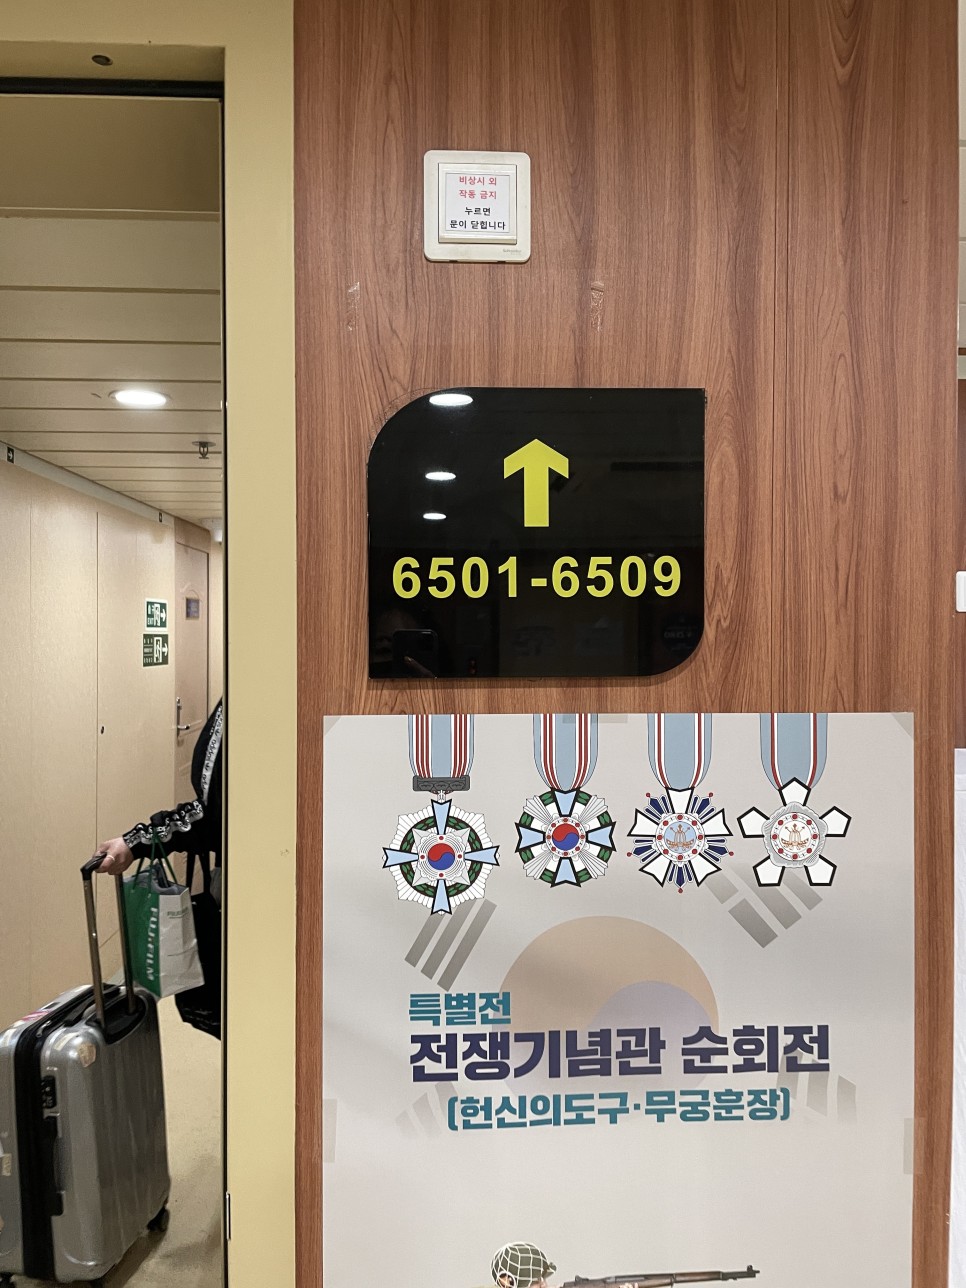 비상시 외
작동 금지
누르면
문이 닫힙니다
6501-6509
EXIT
FUJIFILM
특별전
전쟁기념관 순회전
(헌신의도구·무궁훈장)